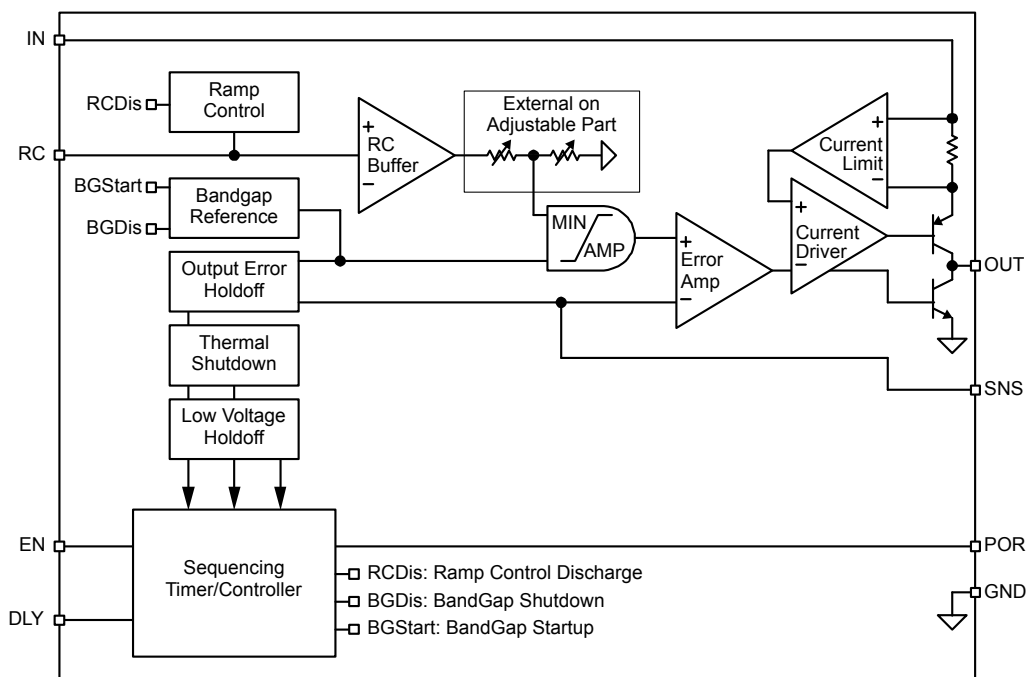 IN
RCDis
Ramp
Control
External on
Adjustable Part
+
RC
Buffer
−
RC
+
Current
Limit
−
BGStart
BGDis
Bandgap
Reference
MIN
AMP
+
Error
Amp
−
+
Current
Driver
−
OUT
Output Error
Holdoff
Thermal
Shutdown
SNS
Low Voltage
Holdoff
EN
DLY
Sequencing
Timer/Controller
POR
RCDis: Ramp Control Discharge
BGDis: BandGap Shutdown
BGStart: BandGap Startup
GND